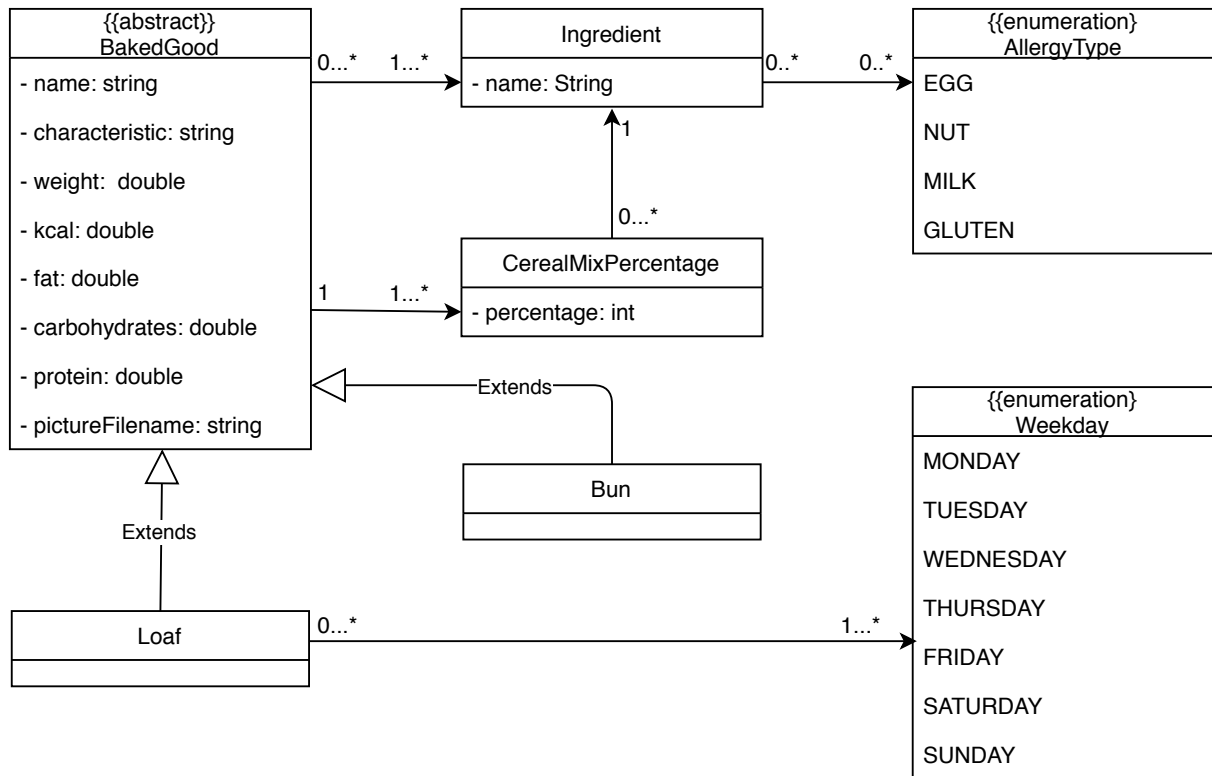 {{abstract}}
BakedGood
- name: string
- characteristic: string
- weight:  double
- kcal: double
- fat: double
- carbohydrates: double
- protein: double
- pictureFilename: string
0...*
1...*
Ingredient
- name: String
0..*
0..*
{{enumeration}
AllergyType
EGG
NUT
MILK
GLUTEN
1
0...*
1
1...*
CerealMixPercentage
- percentage: int
Extends
Bun
Extends
Loaf
0...*
1...*
{{enumeration}
Weekday
MONDAY
TUESDAY
WEDNESDAY
THURSDAY
FRIDAY
SATURDAY
SUNDAY